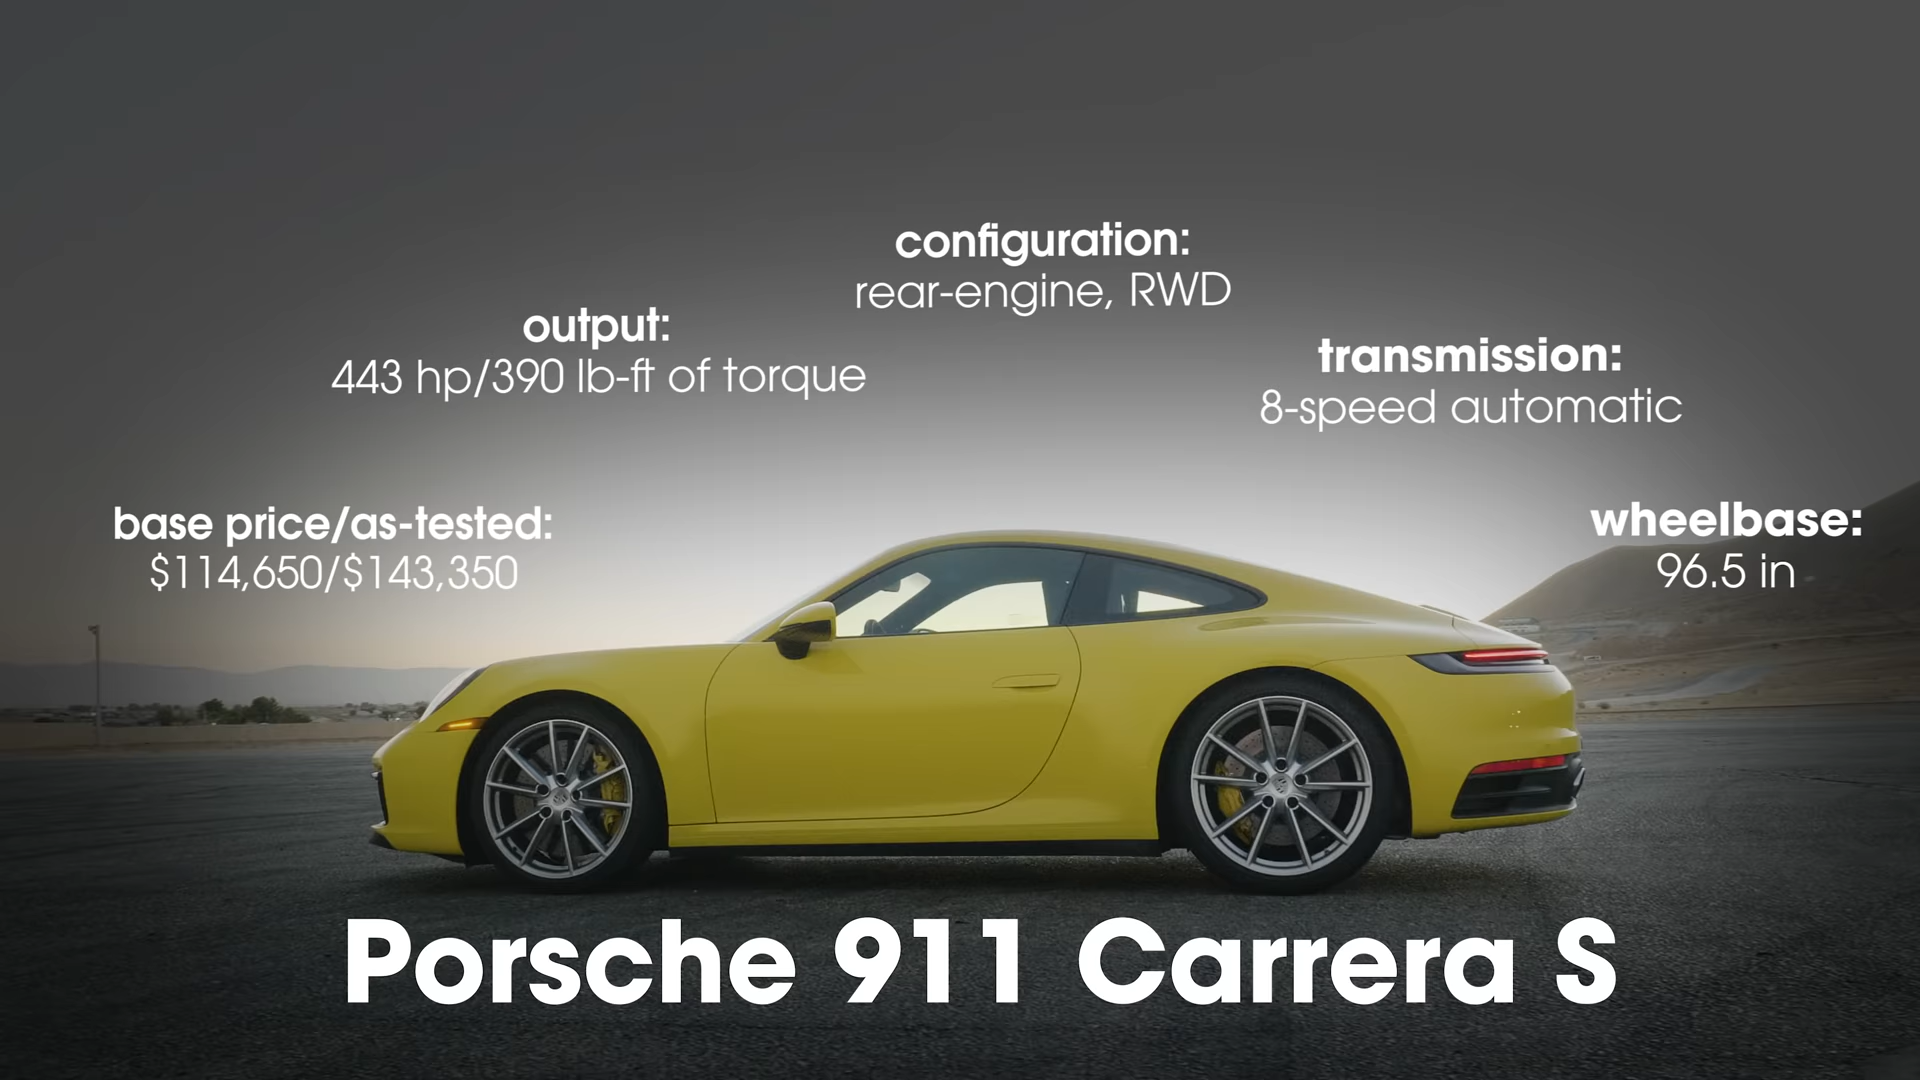 configuration:
rear-engine, RWD
output:
443 hp/390 lb-ft of torque
transmission:
8-speed automatic
base price/as-tested:
$114,650/$143,350
wheelbase:
96.5 in
Porsche 911 Carrera S